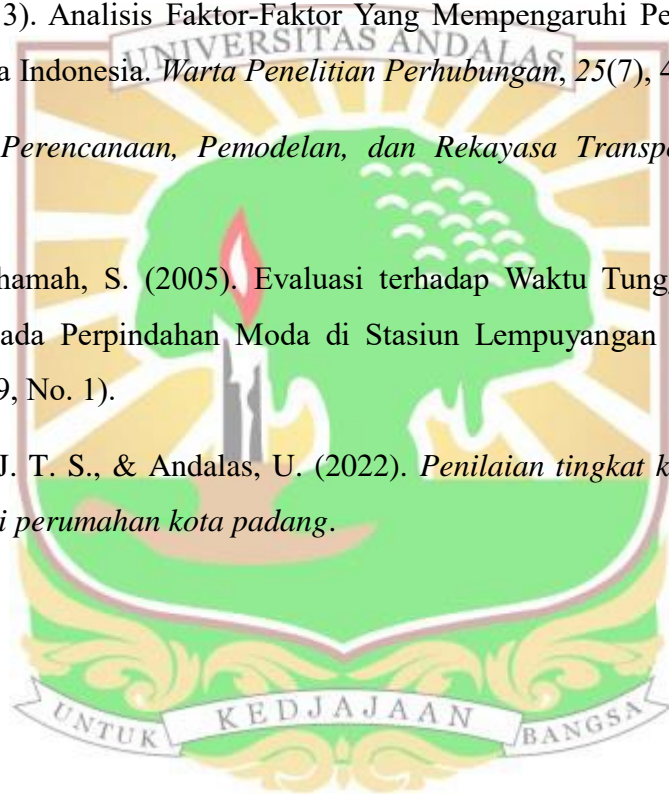 3). Analisis Faktor-Faktor Yang Mempengaruhi Pe
UNIVERSITAS ANDALAS
a Indonesia. Warta Penelitian Perhubungan, 25(7), 4
Perencanaan, Pemodelan, dan Rekayasa Transpo
hamah, S. (2005). Evaluasi terhadap Waktu Tung
ada Perpindahan Moda di Stasiun Lempuyangan
9, No. 1).
J. T. S., & Andalas, U. (2022). Penilaian tingkat k
i perumahan kota padang.
UNTUK KEDJAJAAN BANGSA